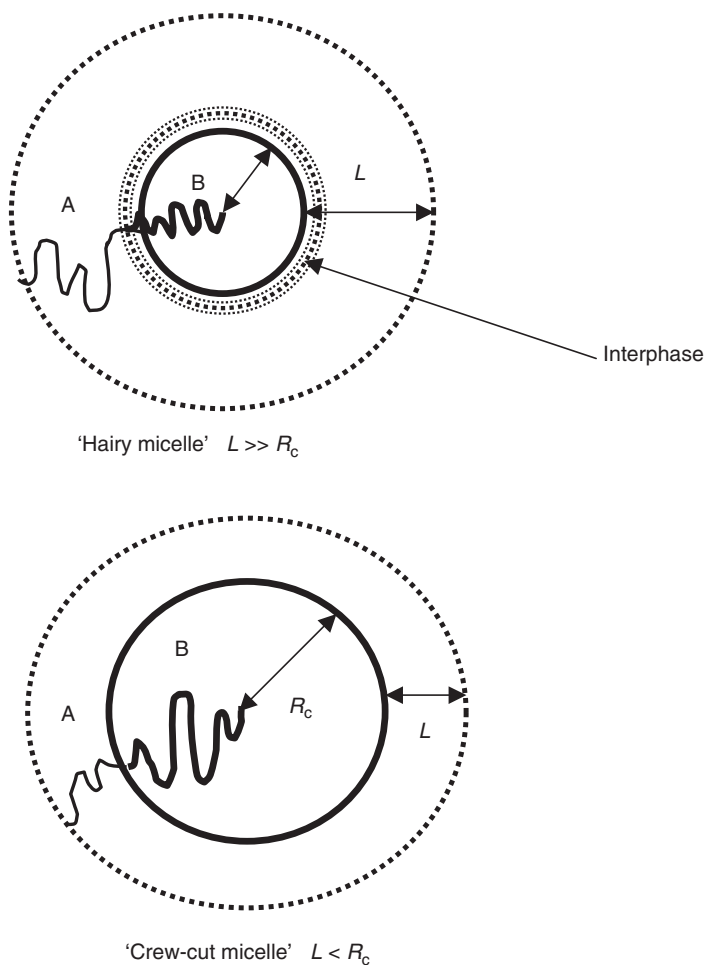 L
B
A
Interphase
‘Hairy micelle’ L >> Rc
B
A
Rc
L
‘Crew-cut micelle’ L < Rc